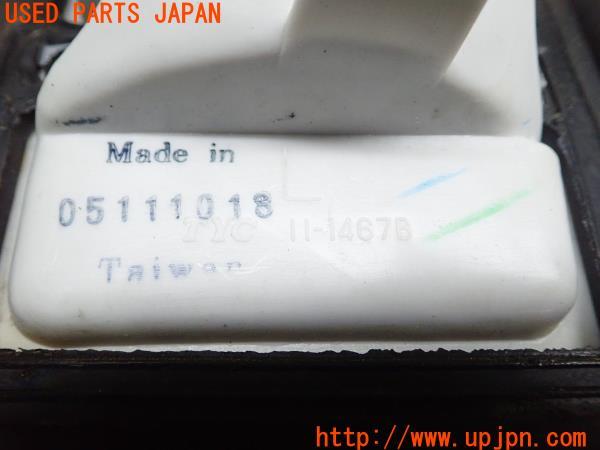 USED PARTS JAPAN
Made in
05111018
TYC 11-1467B
L
Taiwan
http://www.upjpn.com/